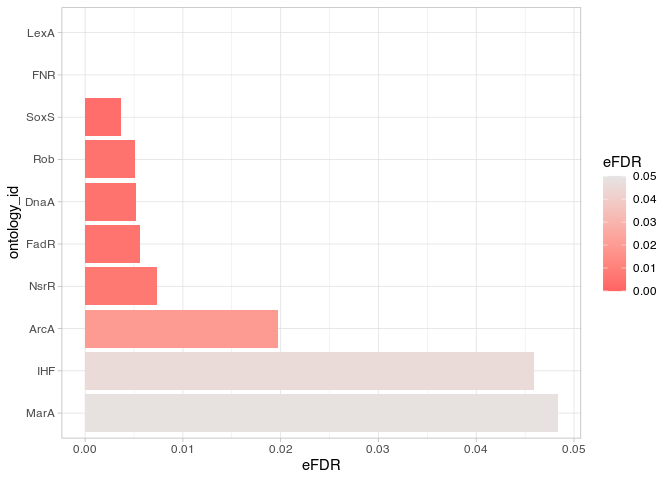 LexA
FNR
SoxS
Rob
DnaA
FadR
NsrR
ArcA
IHF
MarA
ontology_id
0.00 0.01 0.02 0.03 0.04 0.05
eFDR
eFDR
0.05
0.04
0.03
0.02
0.01
0.00